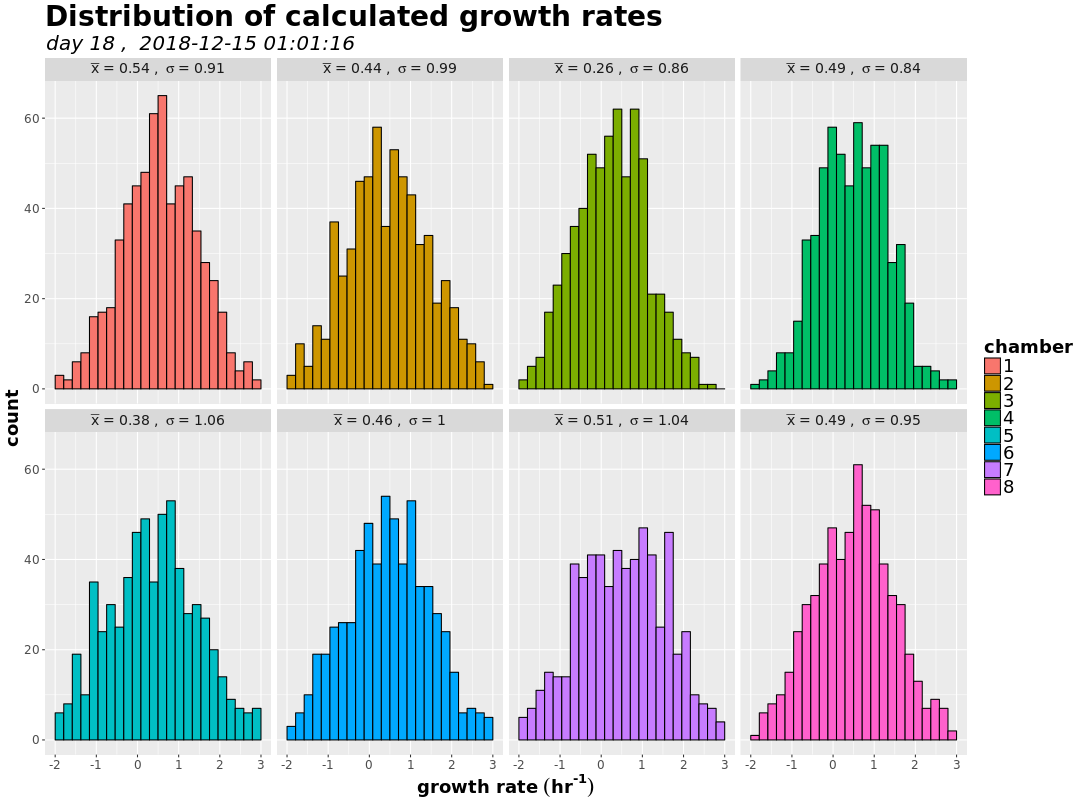 Distribution of calculated growth rates
day 18 ,  2018-12-15 01:01:16
x̅ = 0.54 ,  σ = 0.91
x̅ = 0.44 ,  σ = 0.99
x̅ = 0.26 ,  σ = 0.86
x̅ = 0.49 ,  σ = 0.84
60
40
20
0
x̅ = 0.38 ,  σ = 1.06
x̅ = 0.46 ,  σ = 1
x̅ = 0.51 ,  σ = 1.04
x̅ = 0.49 ,  σ = 0.95
60
40
20
0
count
-2 -1 0 1 2 3
-2 -1 0 1 2 3
-2 -1 0 1 2 3
-2 -1 0 1 2 3
growth rate (hr⁻¹)
chamber
1
2
3
4
5
6
7
8